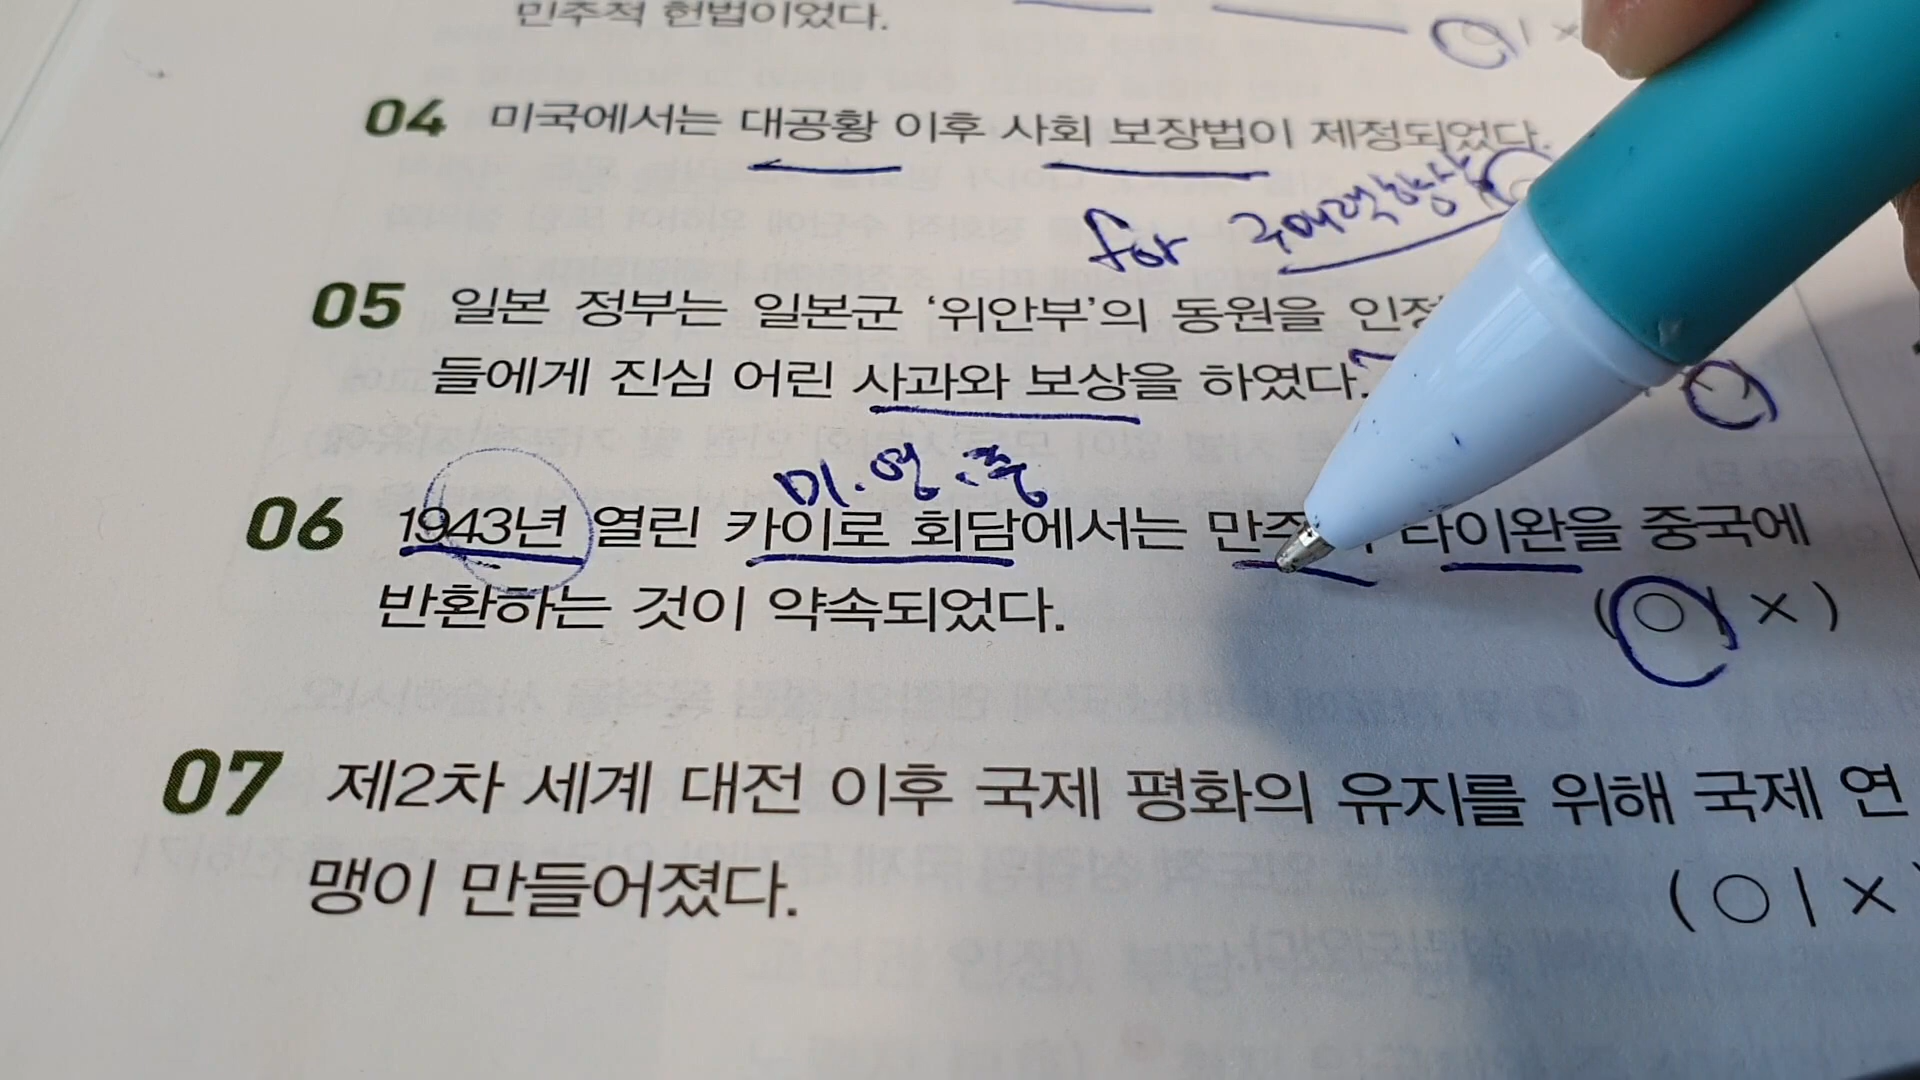 민주적 헌법이었다.
04 미국에서는 대공황 이후 사회 보장법이 제정되었다.
for 구매력 향상
05 일본 정부는 일본군 ‘위안부’의 동원을
들에게 진심 어린 사과와 보상을 하였다.
미·영·중
06 1943년 열린 카이로 회담에서는 타이완을 중국에
반환하는 것이 약속되었다. (○|×)
07 제2차 세계 대전 이후 국제 평화의 유지를 위해 국제 연
맹이 만들어졌다. (○|×